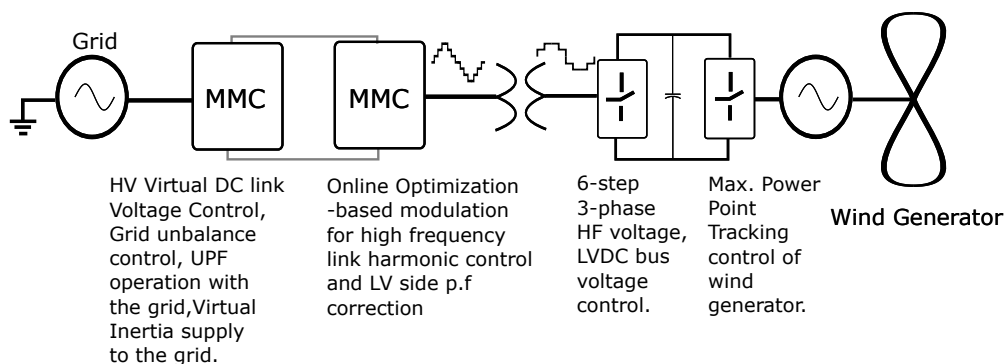 Grid
MMC
MMC
HV Virtual DC link
Voltage Control,
Grid unbalance
control, UPF
operation with
the grid,Virtual
Inertia supply
to the grid.
Online Optimization
-based modulation
for high frequency
link harmonic control
and LV side p.f
correction
6-step
3-phase
HF voltage,
LVDC bus
voltage
control.
Max. Power
Point
Tracking
control of
wind
generator.
Wind Generator